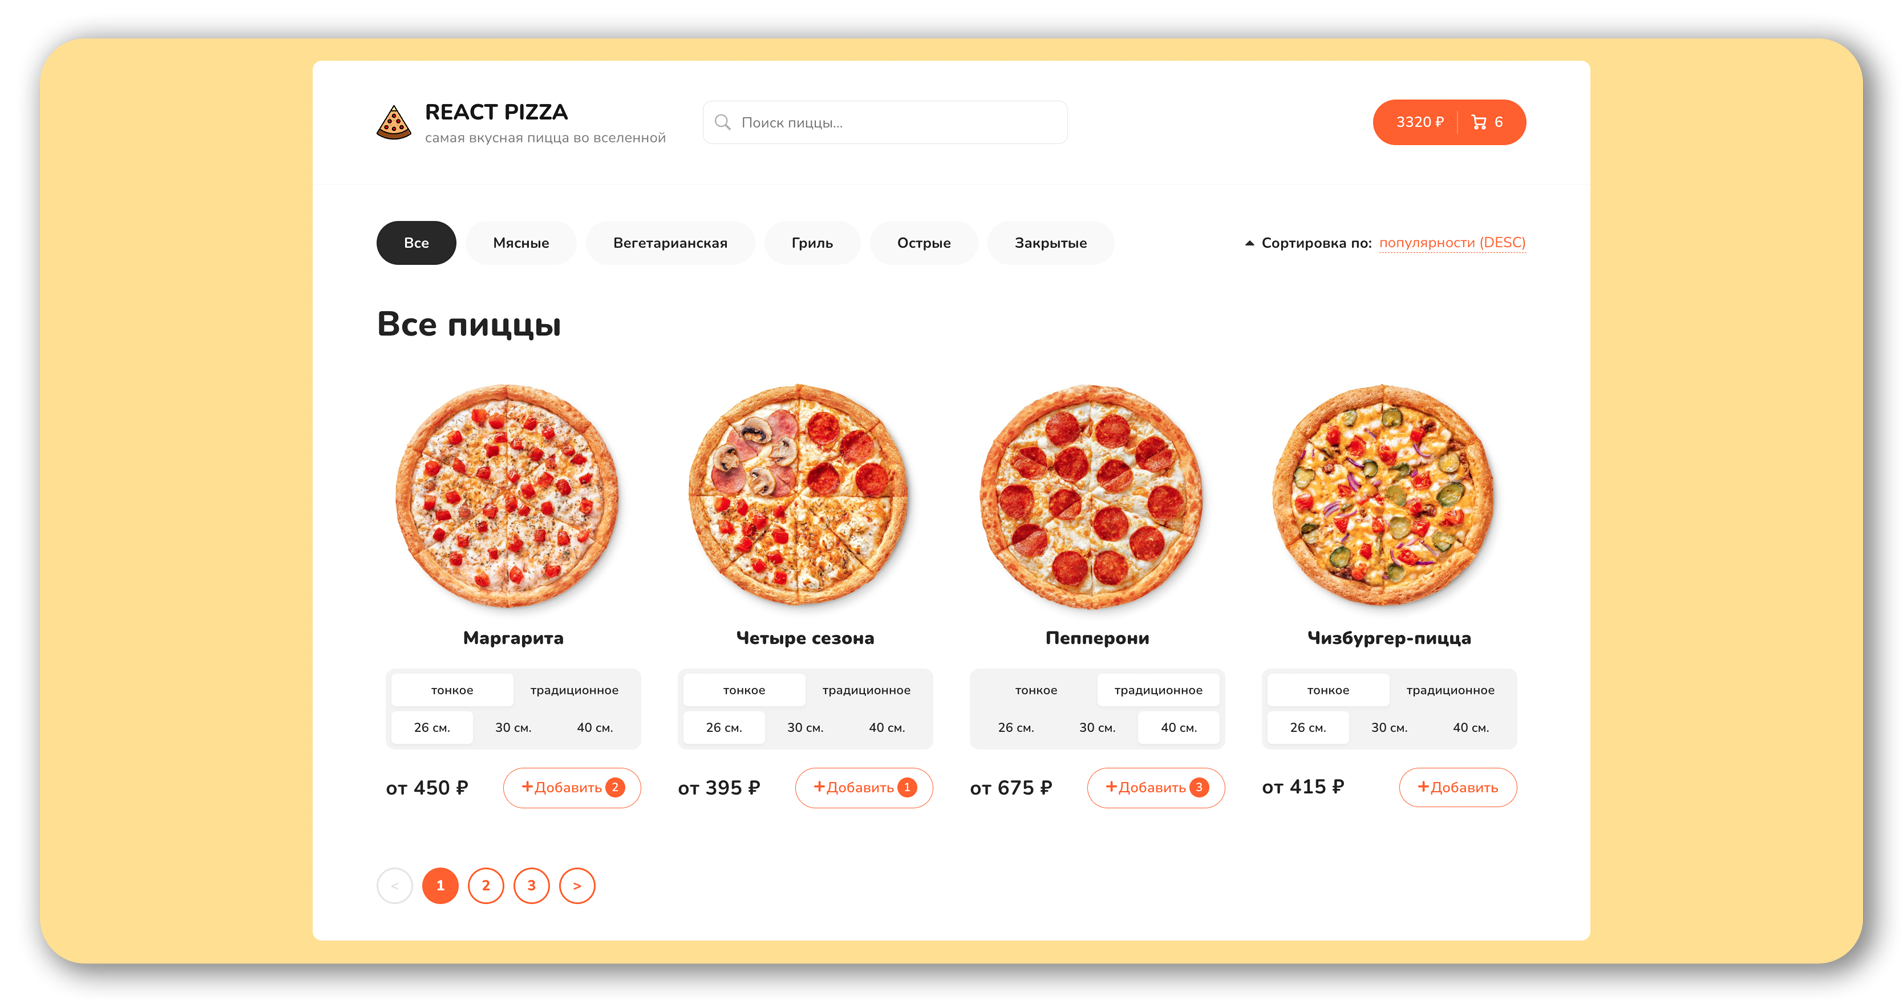 REACT PIZZA
самая вкусная пицца во вселенной
Поиск пиццы...
3320 ₽ 6
Все Мясные Вегетарианская Гриль Острые Закрытые
Сортировка по: популярности (DESC)
Все пиццы
Маргарита Четыре сезона Пепперони Чизбургер-пицца
тонкое традиционное тонкое традиционное тонкое традиционное тонкое традиционное
26 см. 30 см. 40 см. 26 см. 30 см. 40 см. 26 см. 30 см. 40 см. 26 см. 30 см. 40 см.
от 450 ₽ +Добавить 2 от 395 ₽ +Добавить 1 от 675 ₽ +Добавить 3 от 415 ₽ +Добавить
< 1 2 3 >